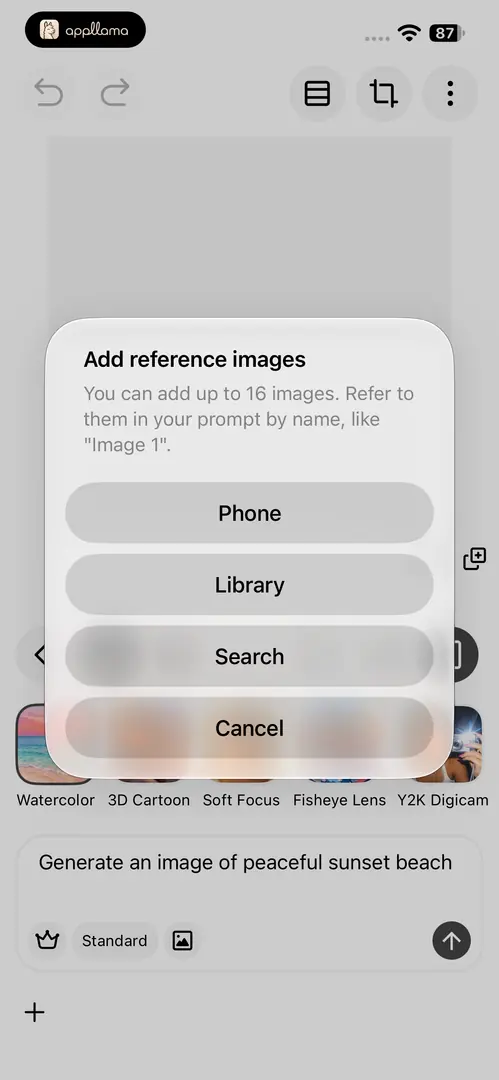 appllama
87
Add reference images
You can add up to 16 images. Refer to
them in your prompt by name, like
"Image 1".
Phone
Library
Search
Cancel
Watercolor
3D Cartoon
Soft Focus
Fisheye Lens
Y2K Digicam
Generate an image of peaceful sunset beach
Standard